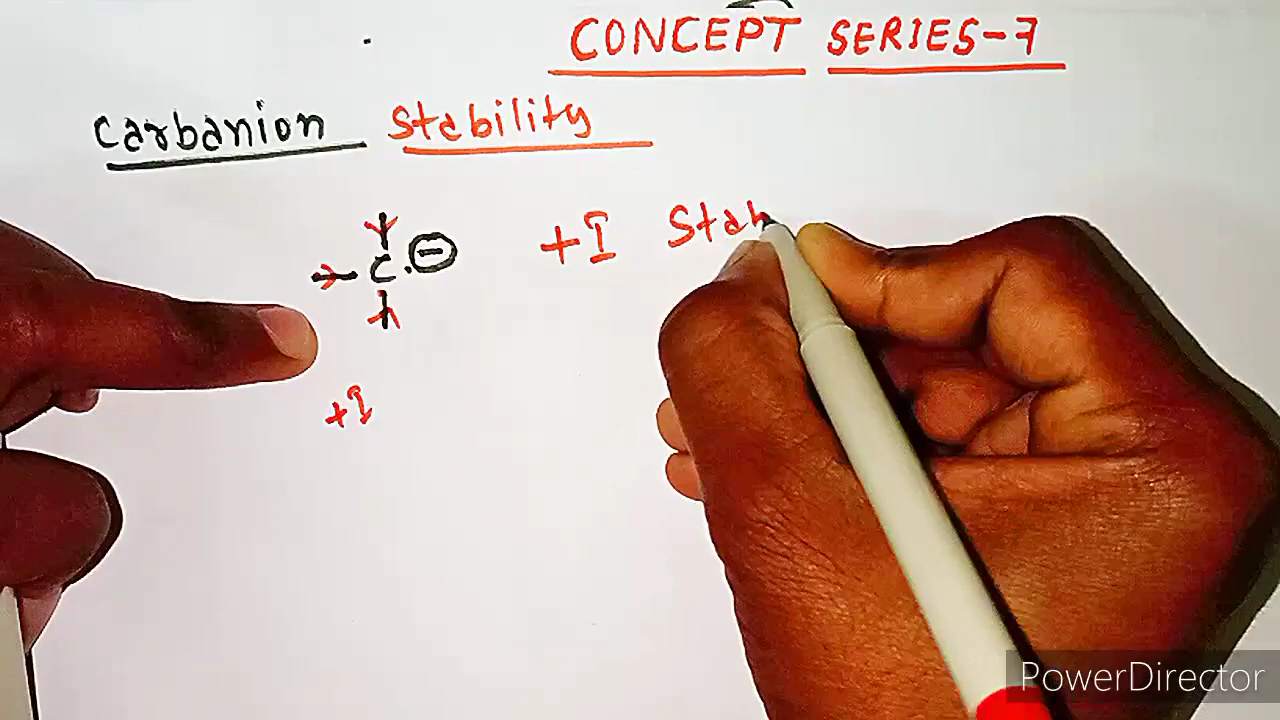 CONCEPT SERIES-7
Carbanion Stability
C. -
+I Stab
+I
PowerDirector